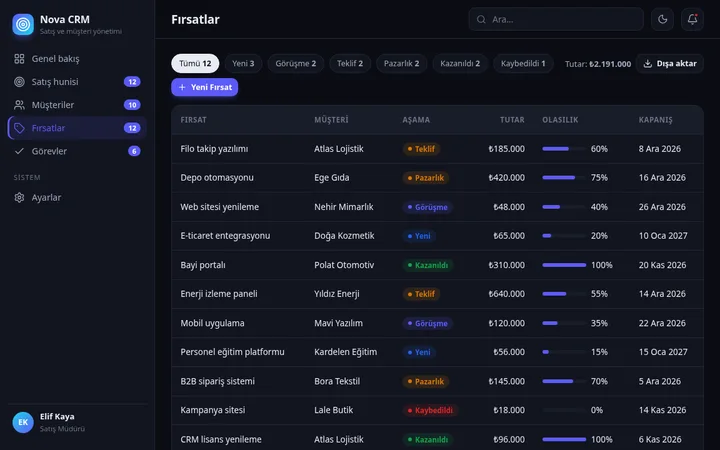 Nova CRM
Satış ve müşteri yönetimi
Genel bakış
Satış hunisi 12
Müşteriler 10
Fırsatlar 12
Görevler 6
SİSTEM
Ayarlar
EK
Elif Kaya
Satış Müdürü
Fırsatlar
Ara...
Tümü 12 Yeni 3 Görüşme 2 Teklif 2 Pazarlık 2 Kazanıldı 2 Kaybedildi 1 Tutar: ₺2.191.000 Dışa aktar
+ Yeni Fırsat
FIRSAT MÜŞTERİ AŞAMA TUTAR OLASILIK KAPANIŞ
Filo takip yazılımı Atlas Lojistik Teklif ₺185.000 60% 8 Ara 2026
Depo otomasyonu Ege Gıda Pazarlık ₺420.000 75% 16 Ara 2026
Web sitesi yenileme Nehir Mimarlık Görüşme ₺48.000 40% 26 Ara 2026
E-ticaret entegrasyonu Doğa Kozmetik Yeni ₺65.000 20% 10 Oca 2027
Bayi portalı Polat Otomotiv Kazanıldı ₺310.000 100% 20 Kas 2026
Enerji izleme paneli Yıldız Enerji Teklif ₺640.000 55% 14 Ara 2026
Mobil uygulama Mavi Yazılım Görüşme ₺120.000 35% 22 Ara 2026
Personel eğitim platformu Kardelen Eğitim Yeni ₺56.000 15% 15 Oca 2027
B2B sipariş sistemi Bora Tekstil Pazarlık ₺145.000 70% 5 Ara 2026
Kampanya sitesi Lale Butik Kaybedildi ₺18.000 0% 14 Kas 2026
CRM lisans yenileme Atlas Lojistik Kazanıldı ₺96.000 100% 6 Kas 2026